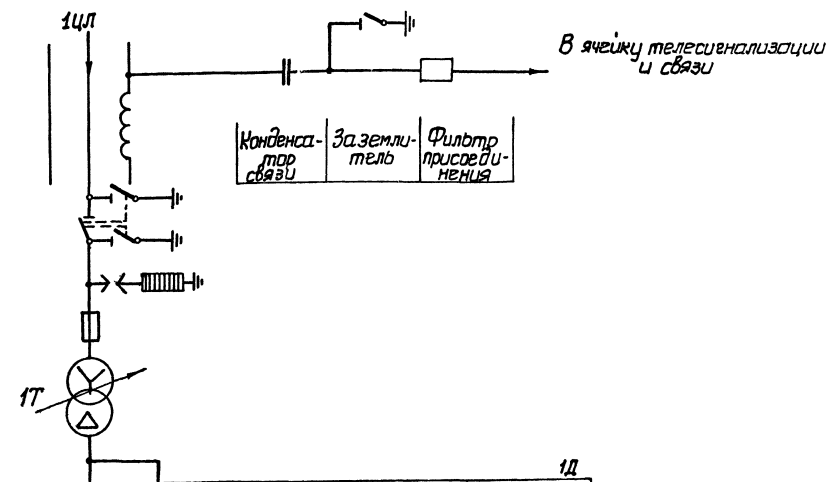 1ЦЛ
В ячейку телесигнализации
и связи
Конденса-
тор
связи
Заземли-
тель
Фильтр
присоеди-
нения
1Т
1Д